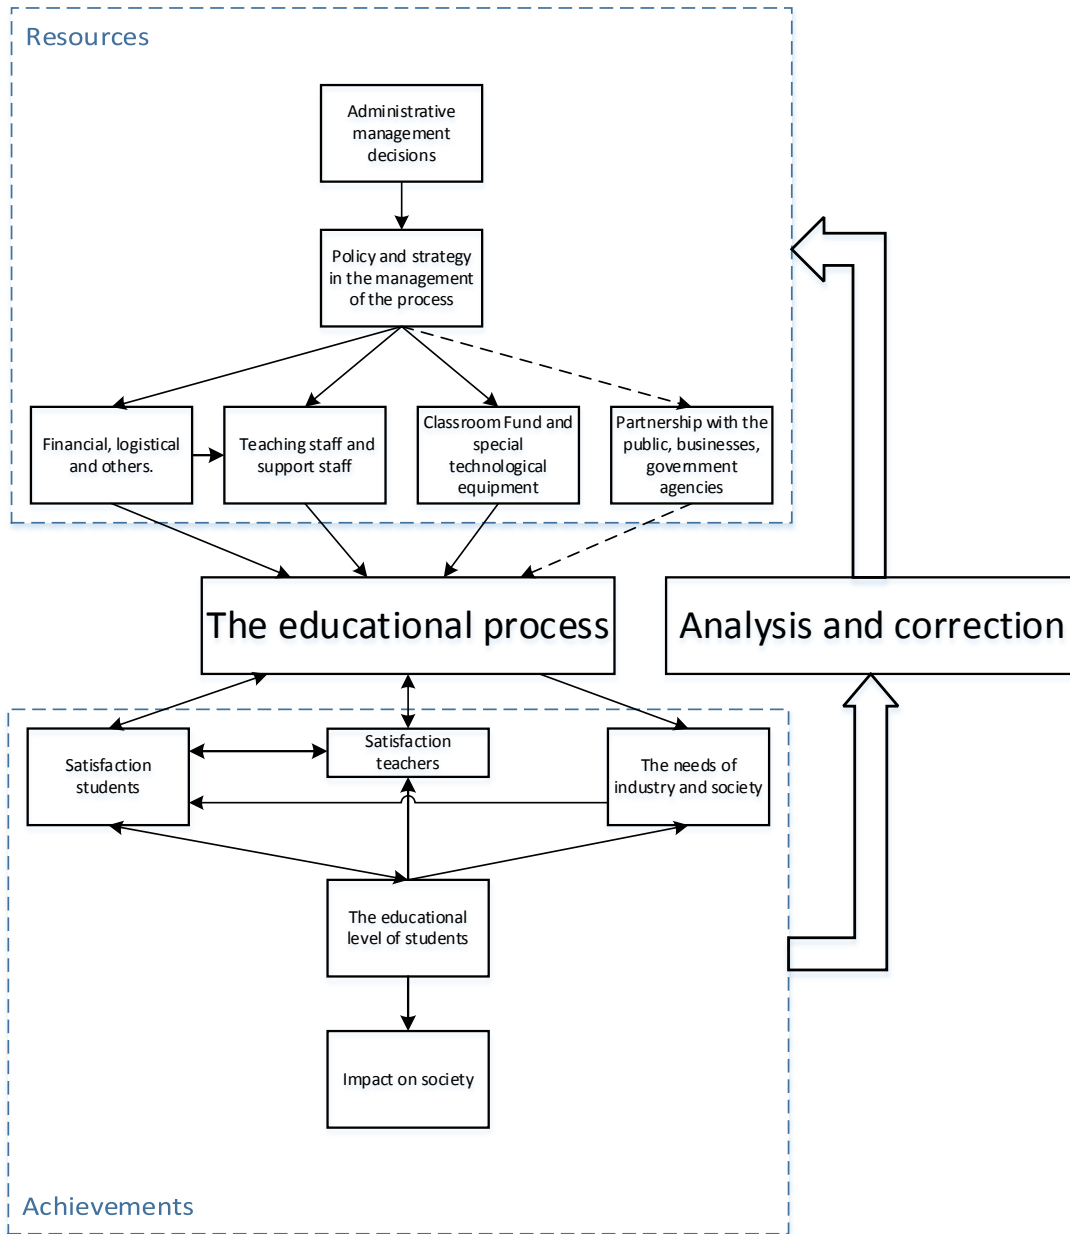 Resources
Administrative
management
decisions
Policy and strategy
in the management
of the process
Financial, logistical
and others.
Teaching staff and
support staff
Classroom Fund and
special
technological
equipment
Partnership with the
public, businesses,
government
agencies
The educational process
Analysis and correction
Satisfaction
students
Satisfaction
teachers
The needs of
industry and society
The educational
level of students
Impact on society
Achievements